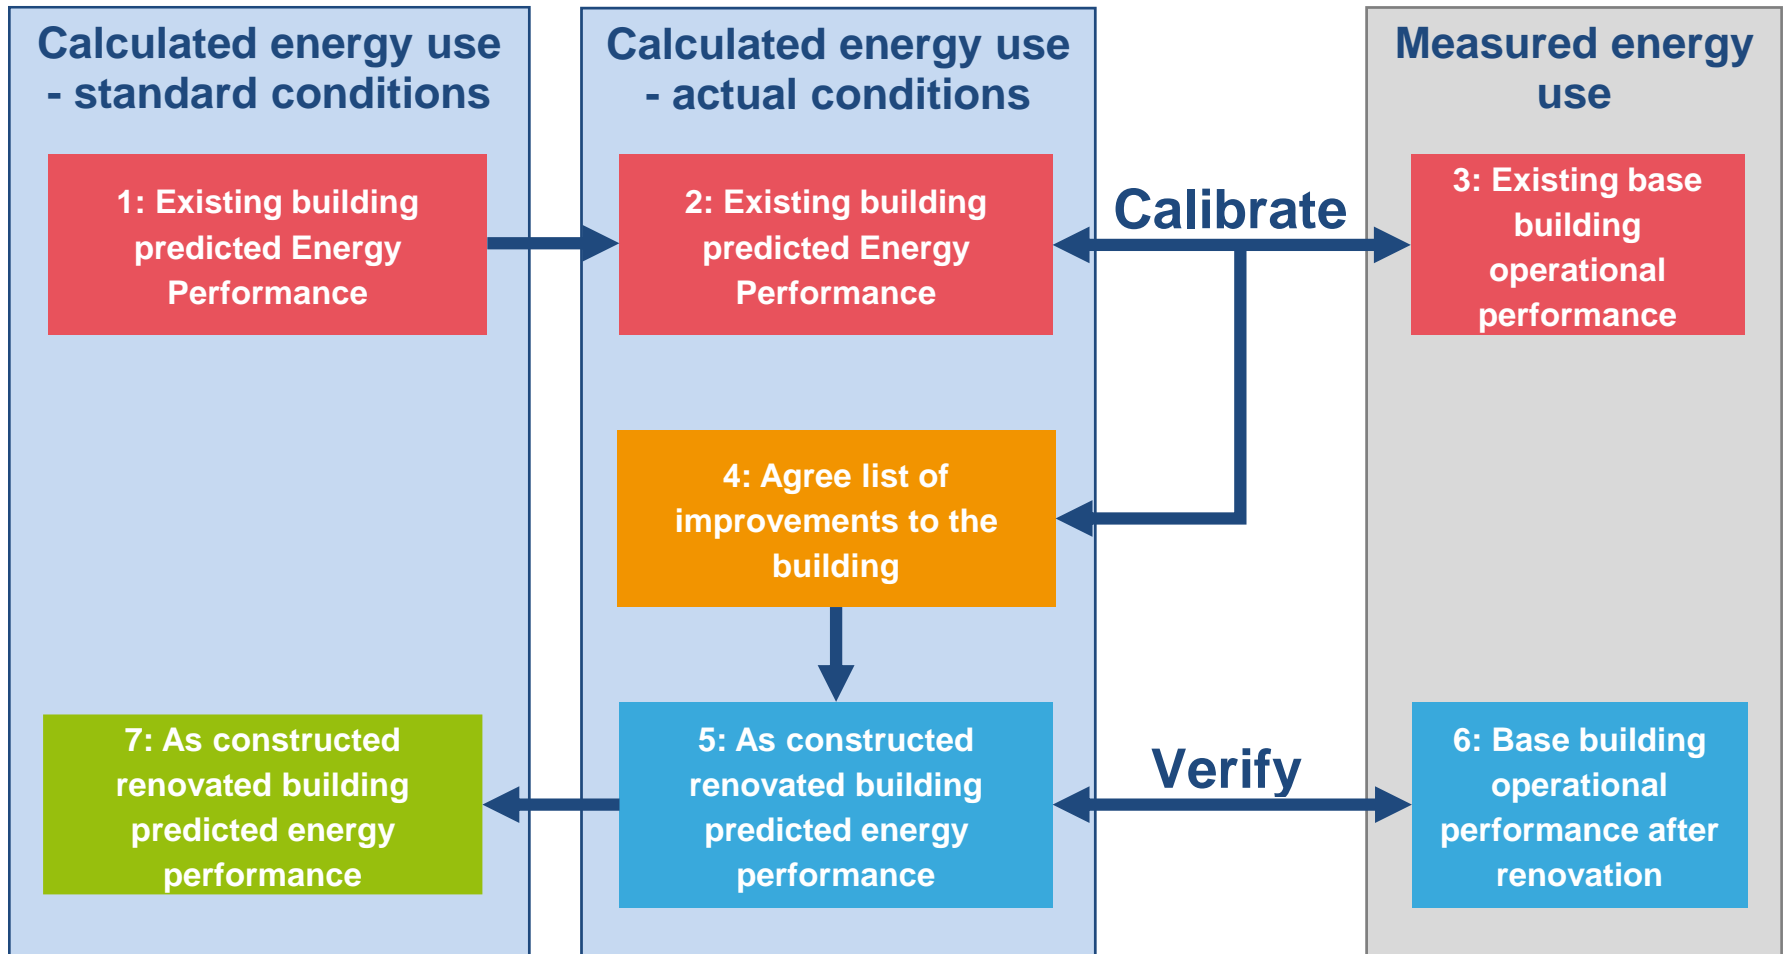 Calculated energy use
- standard conditions
Calculated energy use
- actual conditions
Measured energy
use
1: Existing building
predicted Energy
Performance
2: Existing building
predicted Energy
Performance
Calibrate
3: Existing base
building
operational
performance
4: Agree list of
improvements to the
building
7: As constructed
renovated building
predicted energy
performance
5: As constructed
renovated building
predicted energy
performance
Verify
6: Base building
operational
performance after
renovation